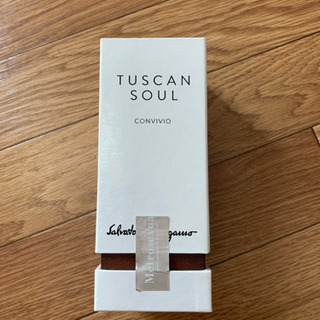 TUSCAN
SOUL
CONVIVIO
Salvatore Ferragamo